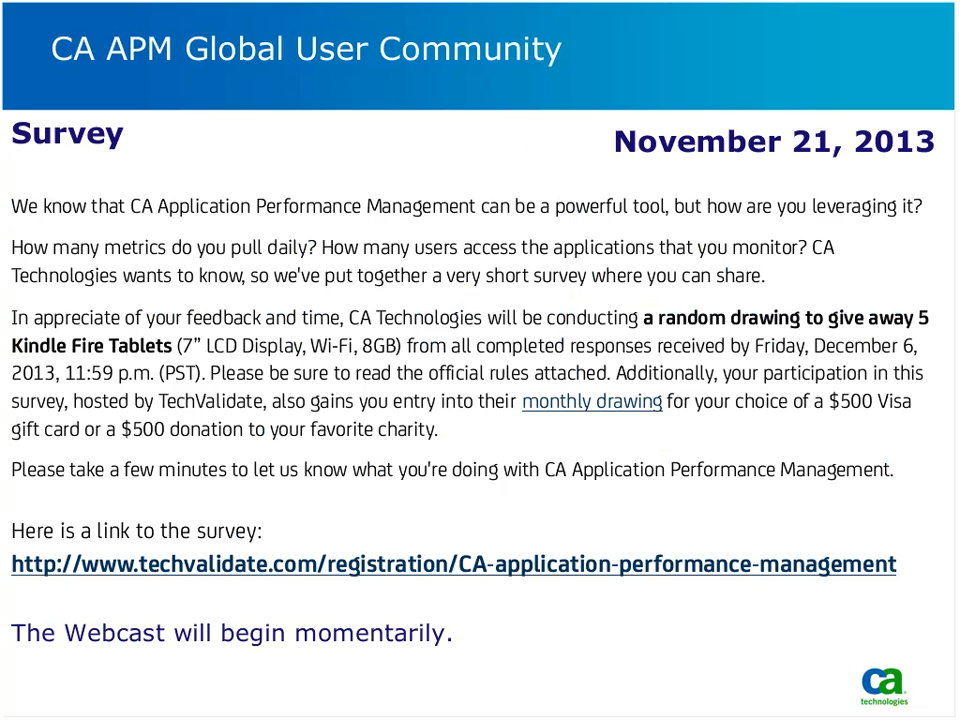 CA APM Global User Community
Survey
November 21, 2013
We know that CA Application Performance Management can be a powerful tool, but how are you leveraging it?
How many metrics do you pull daily? How many users access the applications that you monitor? CA
Technologies wants to know, so we've put together a very short survey where you can share.
In appreciate of your feedback and time, CA Technologies will be conducting a random drawing to give away 5
Kindle Fire Tablets (7” LCD Display, Wi-Fi, 8GB) from all completed responses received by Friday, December 6,
2013, 11:59 p.m. (PST). Please be sure to read the official rules attached. Additionally, your participation in this
survey, hosted by TechValidate, also gains you entry into their monthly drawing for your choice of a $500 Visa
gift card or a $500 donation to your favorite charity.
Please take a few minutes to let us know what you're doing with CA Application Performance Management.
Here is a link to the survey:
http://www.techvalidate.com/registration/CA-application-performance-management
The Webcast will begin momentarily.
ca
technologies